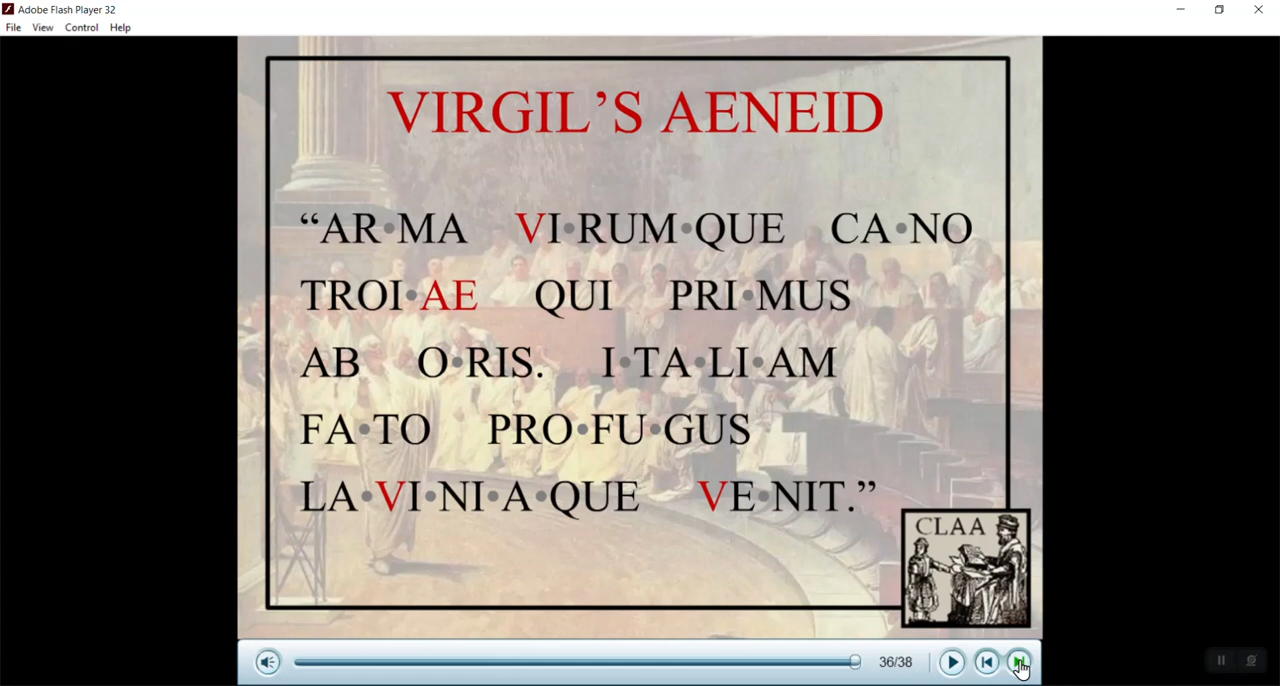 Adobe Flash Player 32
File View Control Help
VIRGIL’S AENEID
“AR•MA VI•RUM•QUE CA•NO
TROI•AE QUI PRI•MUS
AB O•RIS. I•TA•LI•AM
FA•TO PRO•FU•GUS
LA•VI•NI•A•QUE VE•NIT.”
CLAA
36/38